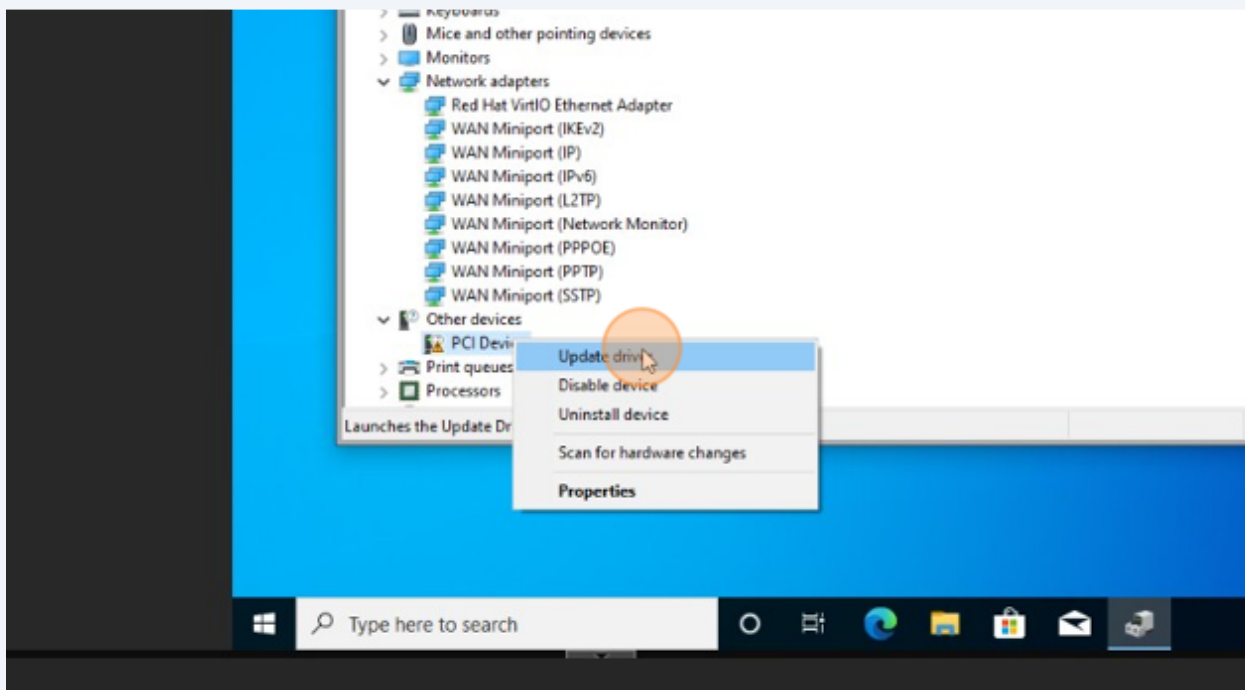 Keyboards
Mice and other pointing devices
Monitors
Network adapters
Red Hat VirtIO Ethernet Adapter
WAN Miniport (IKEv2)
WAN Miniport (IP)
WAN Miniport (IPv6)
WAN Miniport (L2TP)
WAN Miniport (Network Monitor)
WAN Miniport (PPPOE)
WAN Miniport (PPTP)
WAN Miniport (SSTP)
Other devices
PCI Devi
Update driv
Print queues
Disable device
Processors
Uninstall device
Launches the Update Dr
Scan for hardware changes
Properties
Type here to search